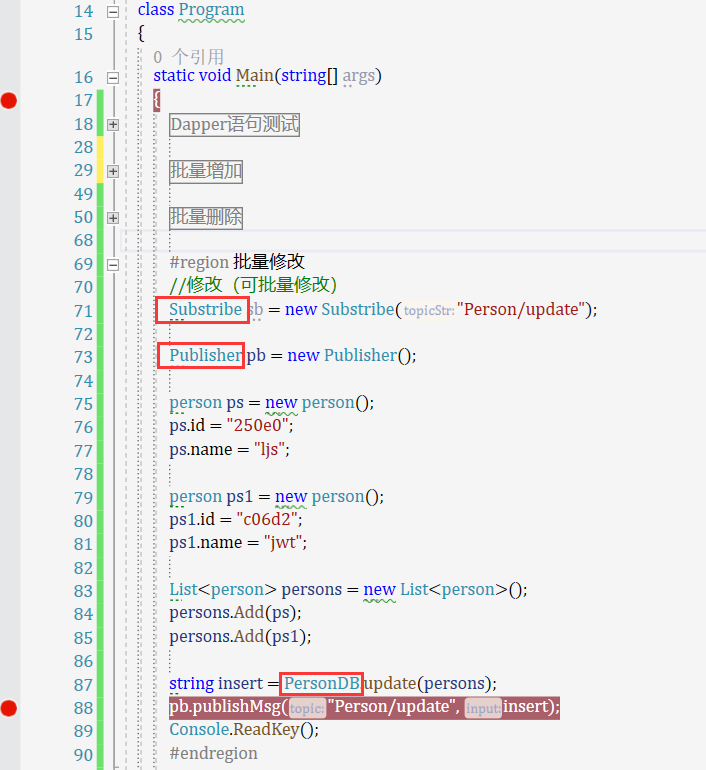 14 class Program
15 {
0 个引用
16 static void Main(string[] args)
17 {
18 Dapper语句测试
28
29 批量增加
49
50 批量删除
68
69 #region 批量修改
70 //修改（可批量修改）
71 Substribe sb = new Substribe(topicStr: "Person/update");
72
73 Publisher pb = new Publisher();
74
75 person ps = new person();
76 ps.id = "250e0";
77 ps.name = "ljs";
78
79 person ps1 = new person();
80 ps1.id = "c06d2";
81 ps1.name = "jwt";
82
83 List<person> persons = new List<person>();
84 persons.Add(ps);
85 persons.Add(ps1);
86
87 string insert = PersonDB.update(persons);
88 pb.publishMsg(topic: "Person/update", input: insert);
89 Console.ReadKey();
90 #endregion